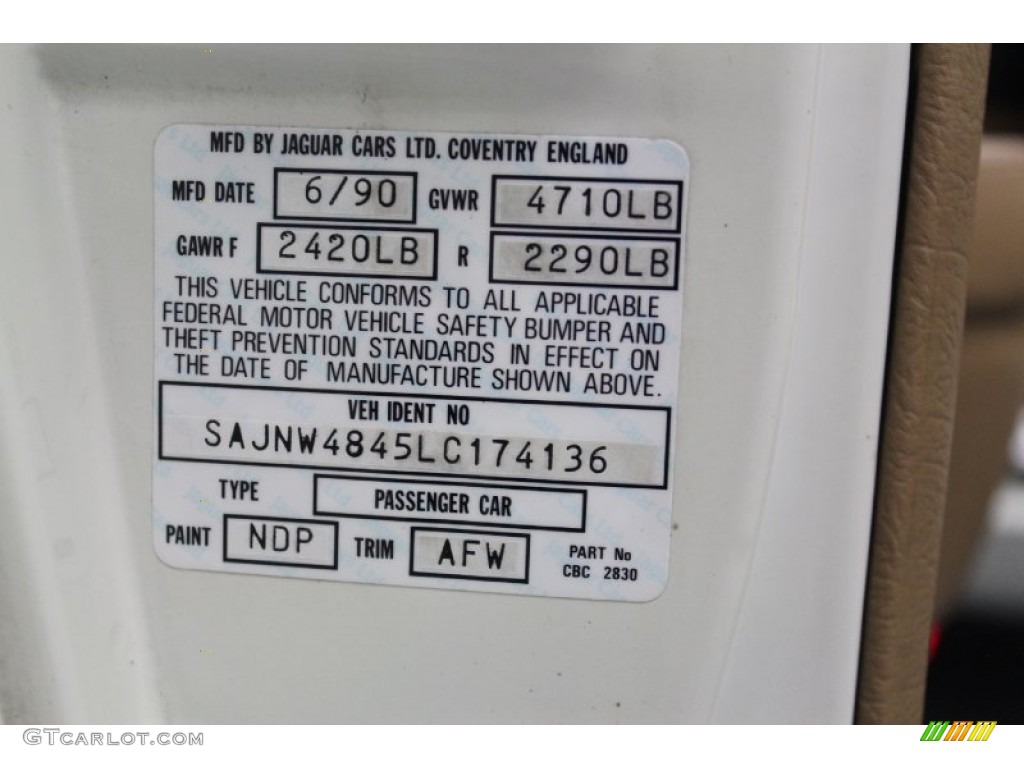 MFD BY JAGUAR CARS LTD. COVENTRY ENGLAND
MFD DATE 6/90 GVWR 4710LB
GAWR F 2420LB R 2290LB
THIS VEHICLE CONFORMS TO ALL APPLICABLE
FEDERAL MOTOR VEHICLE SAFETY BUMPER AND
THEFT PREVENTION STANDARDS IN EFFECT ON
THE DATE OF MANUFACTURE SHOWN ABOVE.
VEH IDENT NO
SAJNW4845LC174136
TYPE PASSENGER CAR
PAINT NDP TRIM AFW PART No
CBC 2830
GTCARLOT.COM